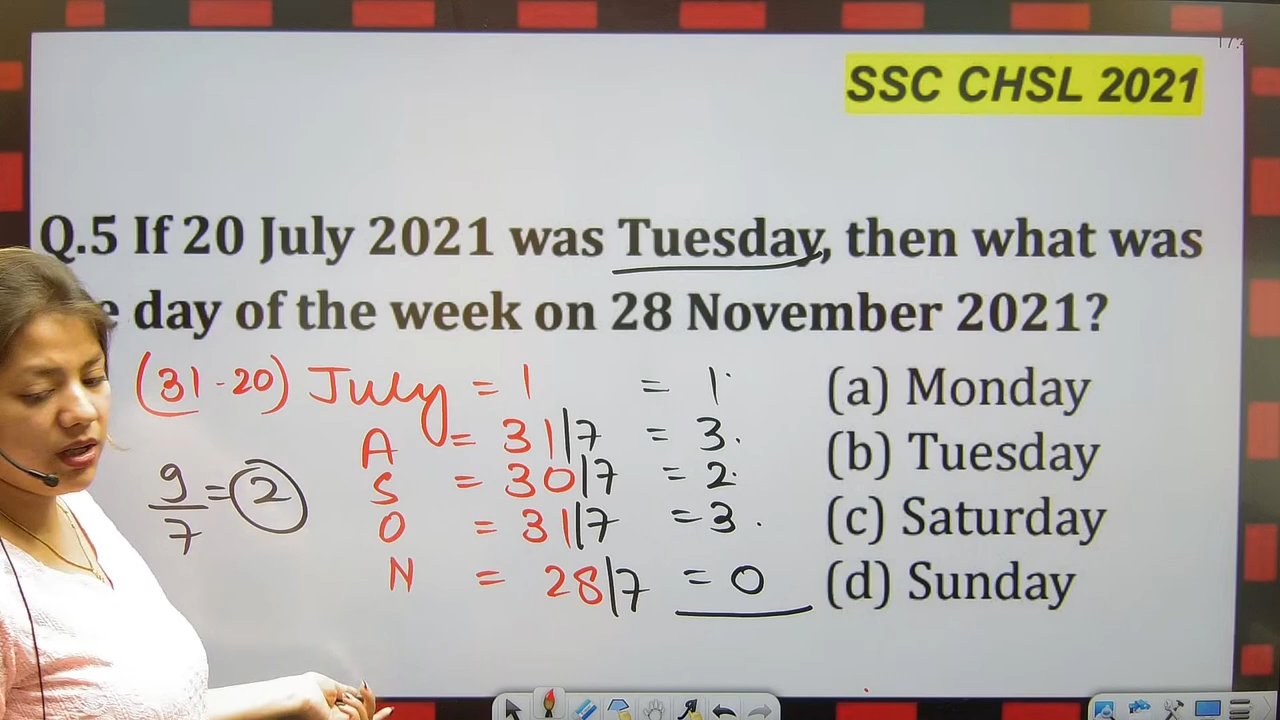 SSC CHSL 2021
Q.5 If 20 July 2021 was Tuesday, then what was
e day of the week on 28 November 2021?
(31-20) July = 1 = 1
A = 31|7 = 3
S = 30|7 = 2
O = 31|7 = 3
N = 28|7 = 0
9/7 = 2
(a) Monday
(b) Tuesday
(c) Saturday
(d) Sunday